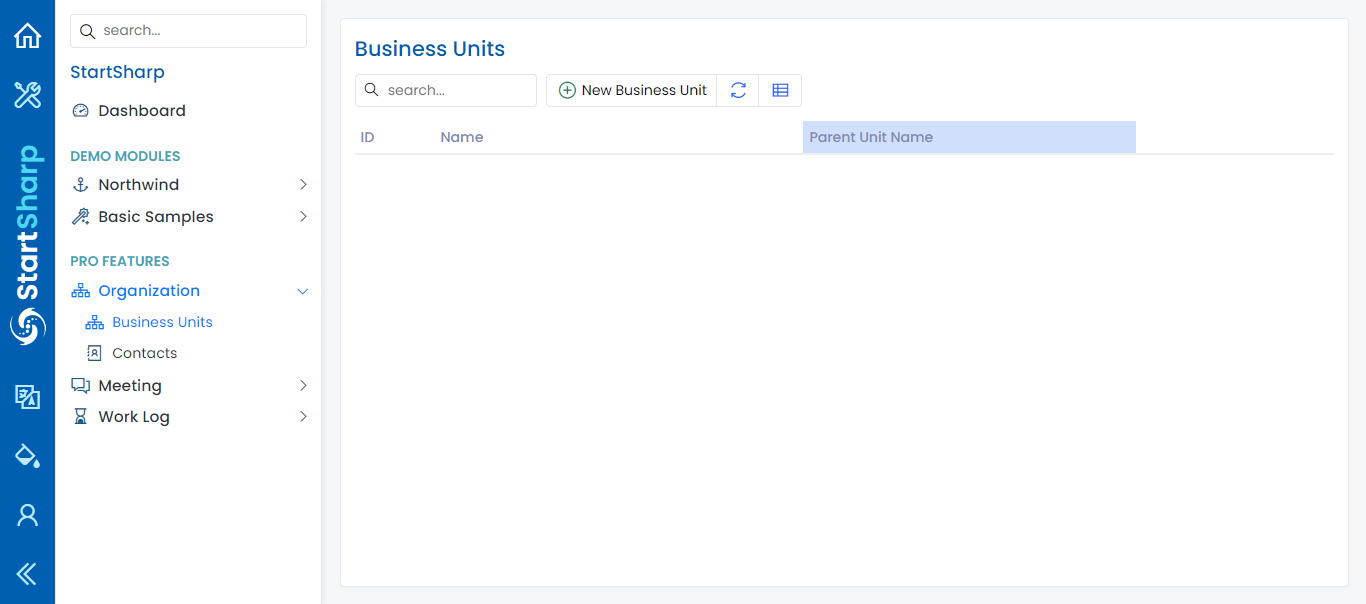 StartSharp
search...
StartSharp
Dashboard
DEMO MODULES
Northwind
Basic Samples
PRO FEATURES
Organization
Business Units
Contacts
Meeting
Work Log
Business Units
search...
New Business Unit
ID Name Parent Unit Name